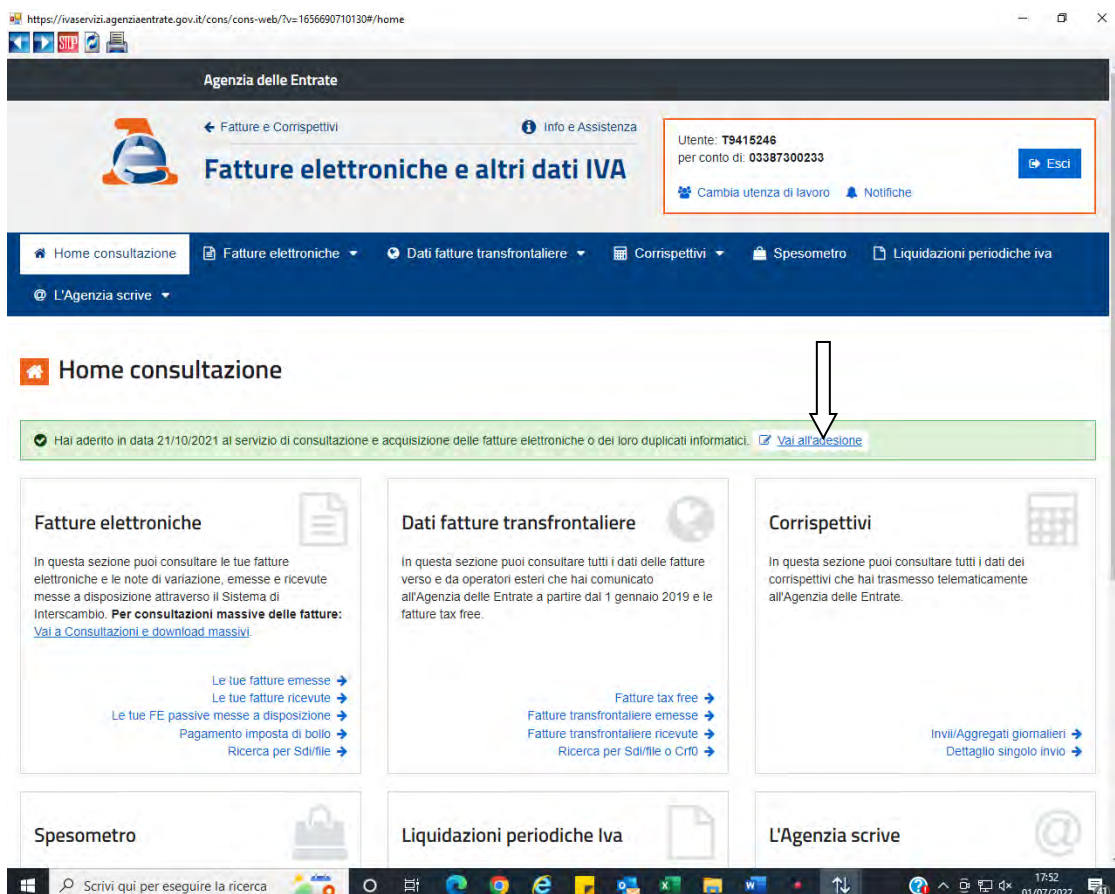 https://ivaservizi.agenziaentrate.gov.it/cons/cons-web/?v=1656690710130#/home
STOP
Agenzia delle Entrate
Fatture e Corrispettivi
Info e Assistenza
Fatture elettroniche e altri dati IVA
Utente: T9415246
per conto di: 03387300233
Esci
Cambia utenza di lavoro
Notifiche
Home consultazione
Fatture elettroniche
Dati fatture transfrontaliere
Corrispettivi
Spesometro
Liquidazioni periodiche iva
@ L'Agenzia scrive
Home consultazione
Hai aderito in data 21/10/2021 al servizio di consultazione e acquisizione delle fatture elettroniche o dei loro duplicati informatici. Vai all'adesione
Fatture elettroniche
In questa sezione puoi consultare le tue fatture
elettroniche e le note di variazione, emesse e ricevute
messe a disposizione attraverso il Sistema di
Interscambio. Per consultazioni massive delle fatture:
Vai a Consultazioni e download massivi.
Le tue fatture emesse
Le tue fatture ricevute
Le tue FE passive messe a disposizione
Pagamento imposta di bollo
Ricerca per Sdi/file
Dati fatture transfrontaliere
In questa sezione puoi consultare tutti i dati delle fatture
verso e da operatori esteri che hai comunicato
all'Agenzia delle Entrate a partire dal 1 gennaio 2019 e le
fatture tax free.
Fatture tax free
Fatture transfrontaliere emesse
Fatture transfrontaliere ricevute
Ricerca per Sdi/file o Crf0
Corrispettivi
In questa sezione puoi consultare tutti i dati dei
corrispettivi che hai trasmesso telematicamente
all'Agenzia delle Entrate.
Invii/Aggregati giornalieri
Dettaglio singolo invio
Spesometro
Liquidazioni periodiche Iva
L'Agenzia scrive
@
Scrivi qui per eseguire la ricerca
17:52
01/07/2022
41